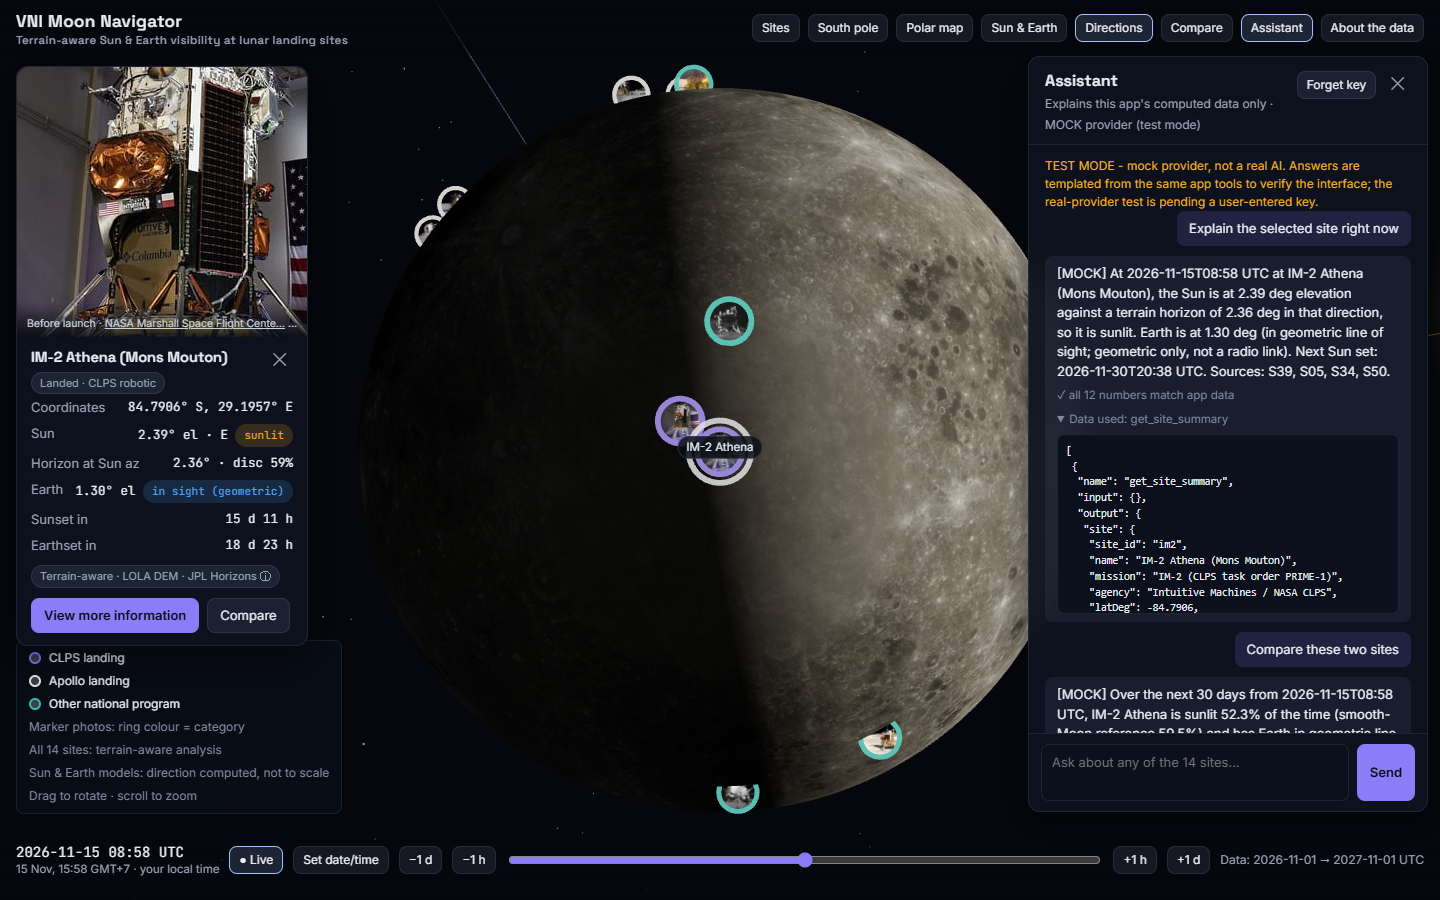 VNI Moon Navigator
Terrain-aware Sun & Earth visibility at lunar landing sites
Sites
South pole
Polar map
Sun & Earth
Directions
Compare
Assistant
About the data
Columbia
Before launch · NASA Marshall Space Flight Cente... ...
IM-2 Athena (Mons Mouton)
Landed · CLPS robotic
Coordinates 84.7906° S, 29.1957° E
Sun 2.39° el · E sunlit
Horizon at Sun az 2.36° · disc 59%
Earth 1.30° el in sight (geometric)
Sunset in 15 d 11 h
Earthset in 18 d 23 h
Terrain-aware · LOLA DEM · JPL Horizons ⓘ
View more information
Compare
CLPS landing
Apollo landing
Other national program
Marker photos: ring colour = category
All 14 sites: terrain-aware analysis
Sun & Earth models: direction computed, not to scale
Drag to rotate · scroll to zoom
IM-2 Athena
Assistant
Forget key
Explains this app's computed data only ·
MOCK provider (test mode)
TEST MODE - mock provider, not a real AI. Answers are
templated from the same app tools to verify the interface; the
real-provider test is pending a user-entered key.
Explain the selected site right now
[MOCK] At 2026-11-15T08:58 UTC at IM-2 Athena
(Mons Mouton), the Sun is at 2.39 deg elevation
against a terrain horizon of 2.36 deg in that direction,
so it is sunlit. Earth is at 1.30 deg (in geometric line of
sight; geometric only, not a radio link). Next Sun set:
2026-11-30T20:38 UTC. Sources: S39, S05, S34, S50.
✓ all 12 numbers match app data
▼ Data used: get_site_summary
[
{
"name": "get_site_summary",
"input": {},
"output": {
"site": {
"site_id": "im2",
"name": "IM-2 Athena (Mons Mouton)",
"mission": "IM-2 (CLPS task order PRIME-1)",
"agency": "Intuitive Machines / NASA CLPS",
"latDeg": -84.7906,
Compare these two sites
[MOCK] Over the next 30 days from 2026-11-15T08:58
UTC, IM-2 Athena is sunlit 52.3% of the time (smooth-
Moon reference 59.5%) and has Earth in geometric line
Ask about any of the 14 sites...
Send
2026-11-15 08:58 UTC
15 Nov, 15:58 GMT+7 · your local time
● Live
Set date/time
−1 d
−1 h
+1 h
+1 d
Data: 2026-11-01 → 2027-11-01 UTC